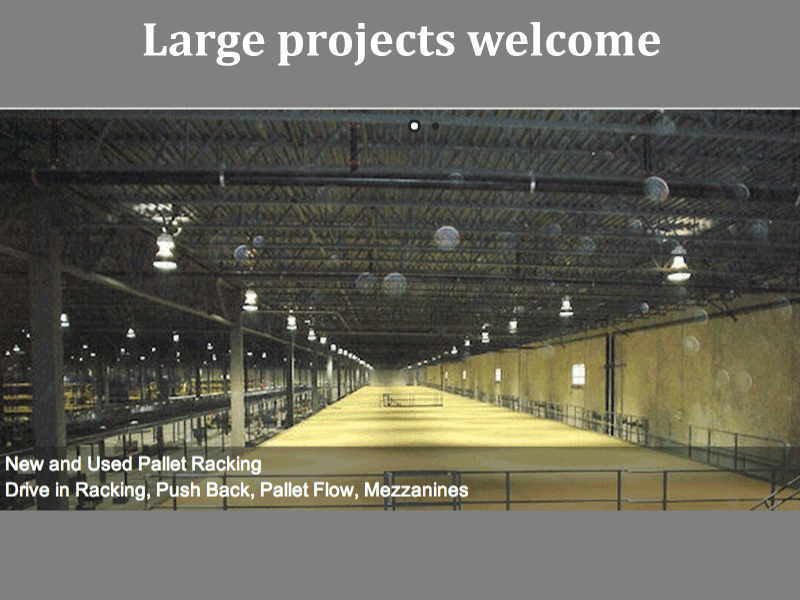 Large projects welcome
New and Used Pallet Racking
Drive in Racking, Push Back, Pallet Flow, Mezzanines